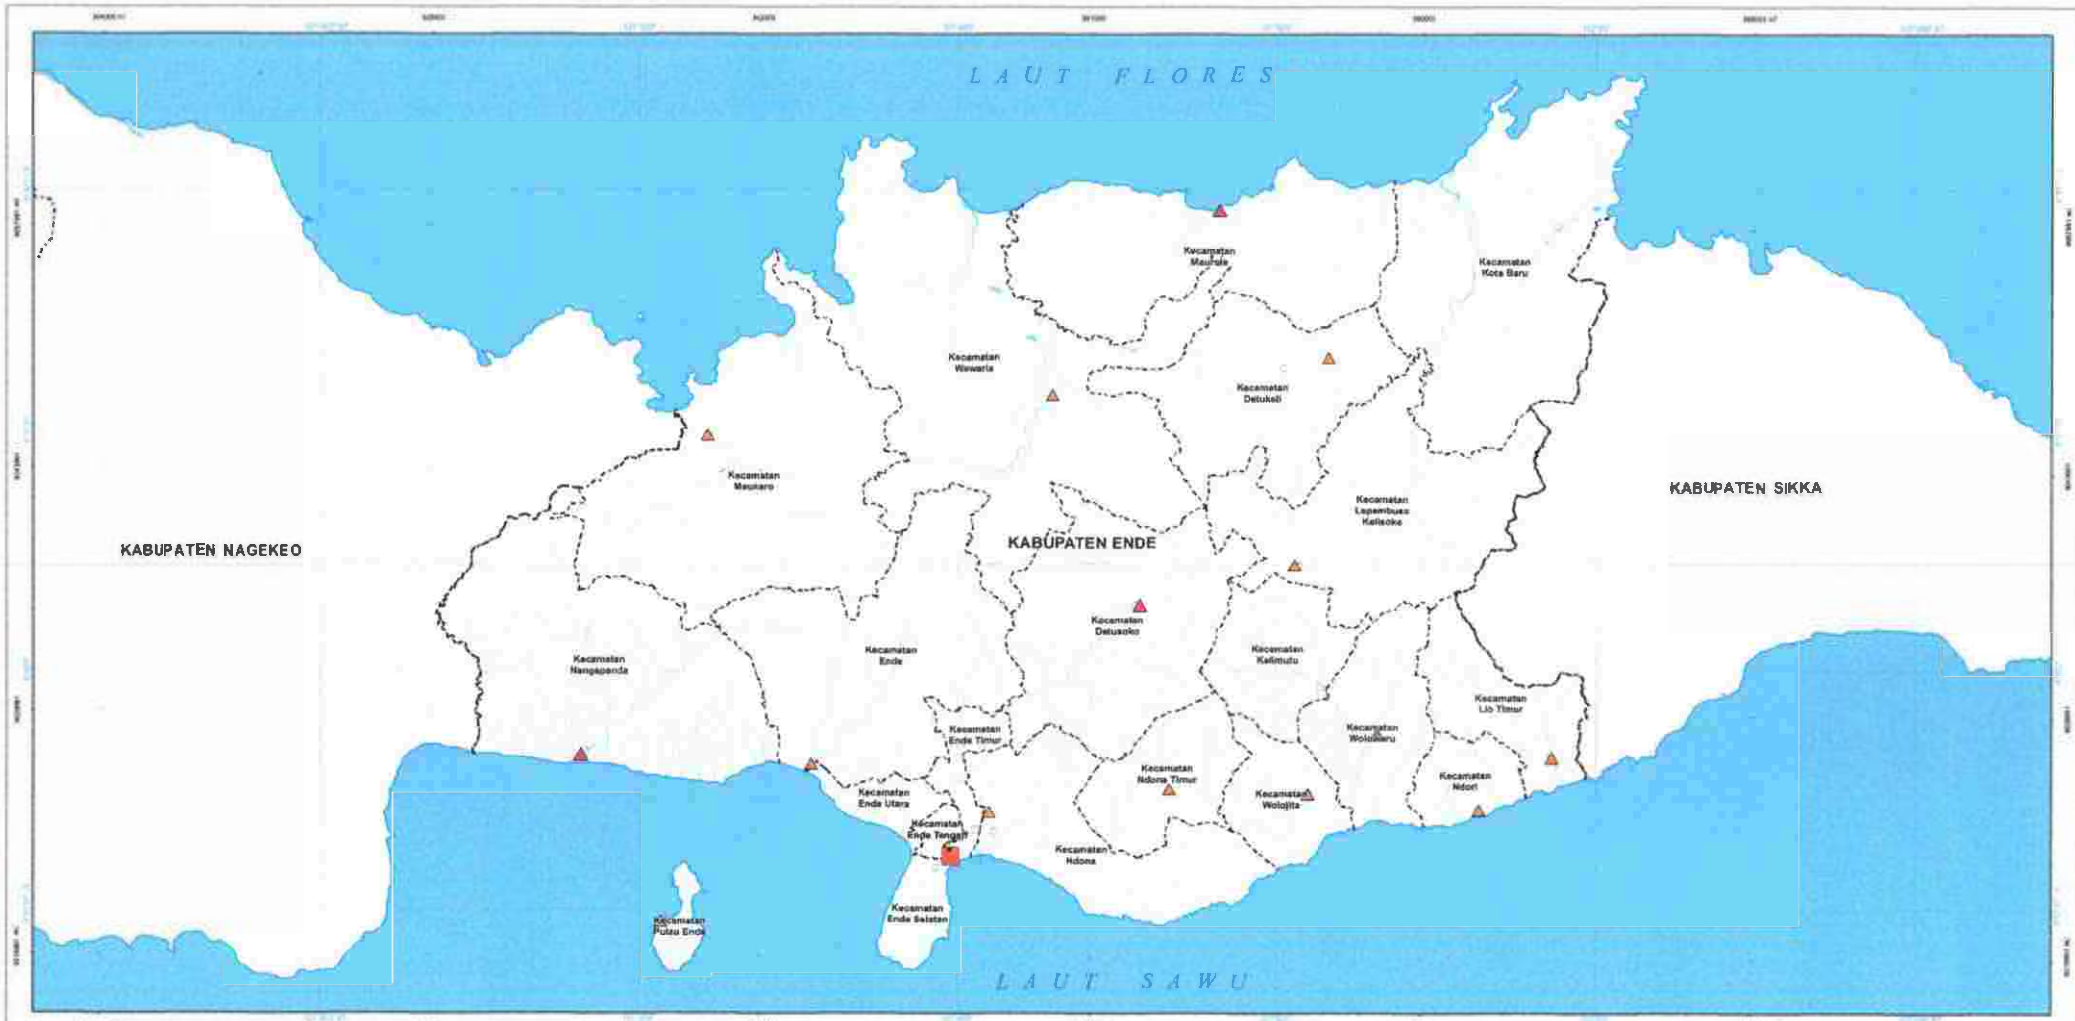 LAUT FLORES
Kecamatan
Maurole
Kecamatan
Kota Baru
Kecamatan
Wewaria
Kecamatan
Detukeli
Kecamatan
Maunaro
KABUPATEN SIKKA
Kecamatan
Lepembuso
Kelisoke
KABUPATEN NAGEKEO
KABUPATEN ENDE
Kecamatan
Detusoko
Kecamatan
Nangapanda
Kecamatan
Ende
Kecamatan
Kelimutu
Kecamatan
Lio Timur
Kecamatan
Ende Timur
Kecamatan
Wolowaru
Kecamatan
Ndona Timur
Kecamatan
Ndori
Kecamatan
Ende Utara
Kecamatan
Wolojita
Kecamatan
Ende Tengah
Kecamatan
Ndona
Kecamatan
Ende Selatan
Kecamatan
Pulau Ende
LAUT SAWU